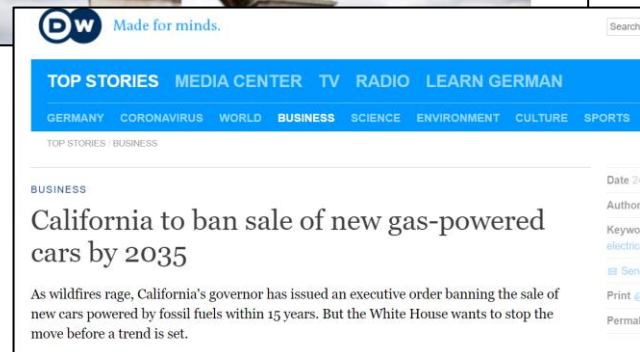 DW Made for minds.
Search
TOP STORIES MEDIA CENTER TV RADIO LEARN GERMAN
GERMANY CORONAVIRUS WORLD BUSINESS SCIENCE ENVIRONMENT CULTURE SPORTS
TOP STORIES / BUSINESS
BUSINESS
California to ban sale of new gas-powered
cars by 2035
As wildfires rage, California's governor has issued an executive order banning the sale of
new cars powered by fossil fuels within 15 years. But the White House wants to stop the
move before a trend is set.
Date 2
Author
Keywo
electric
Sen
Print
Permal